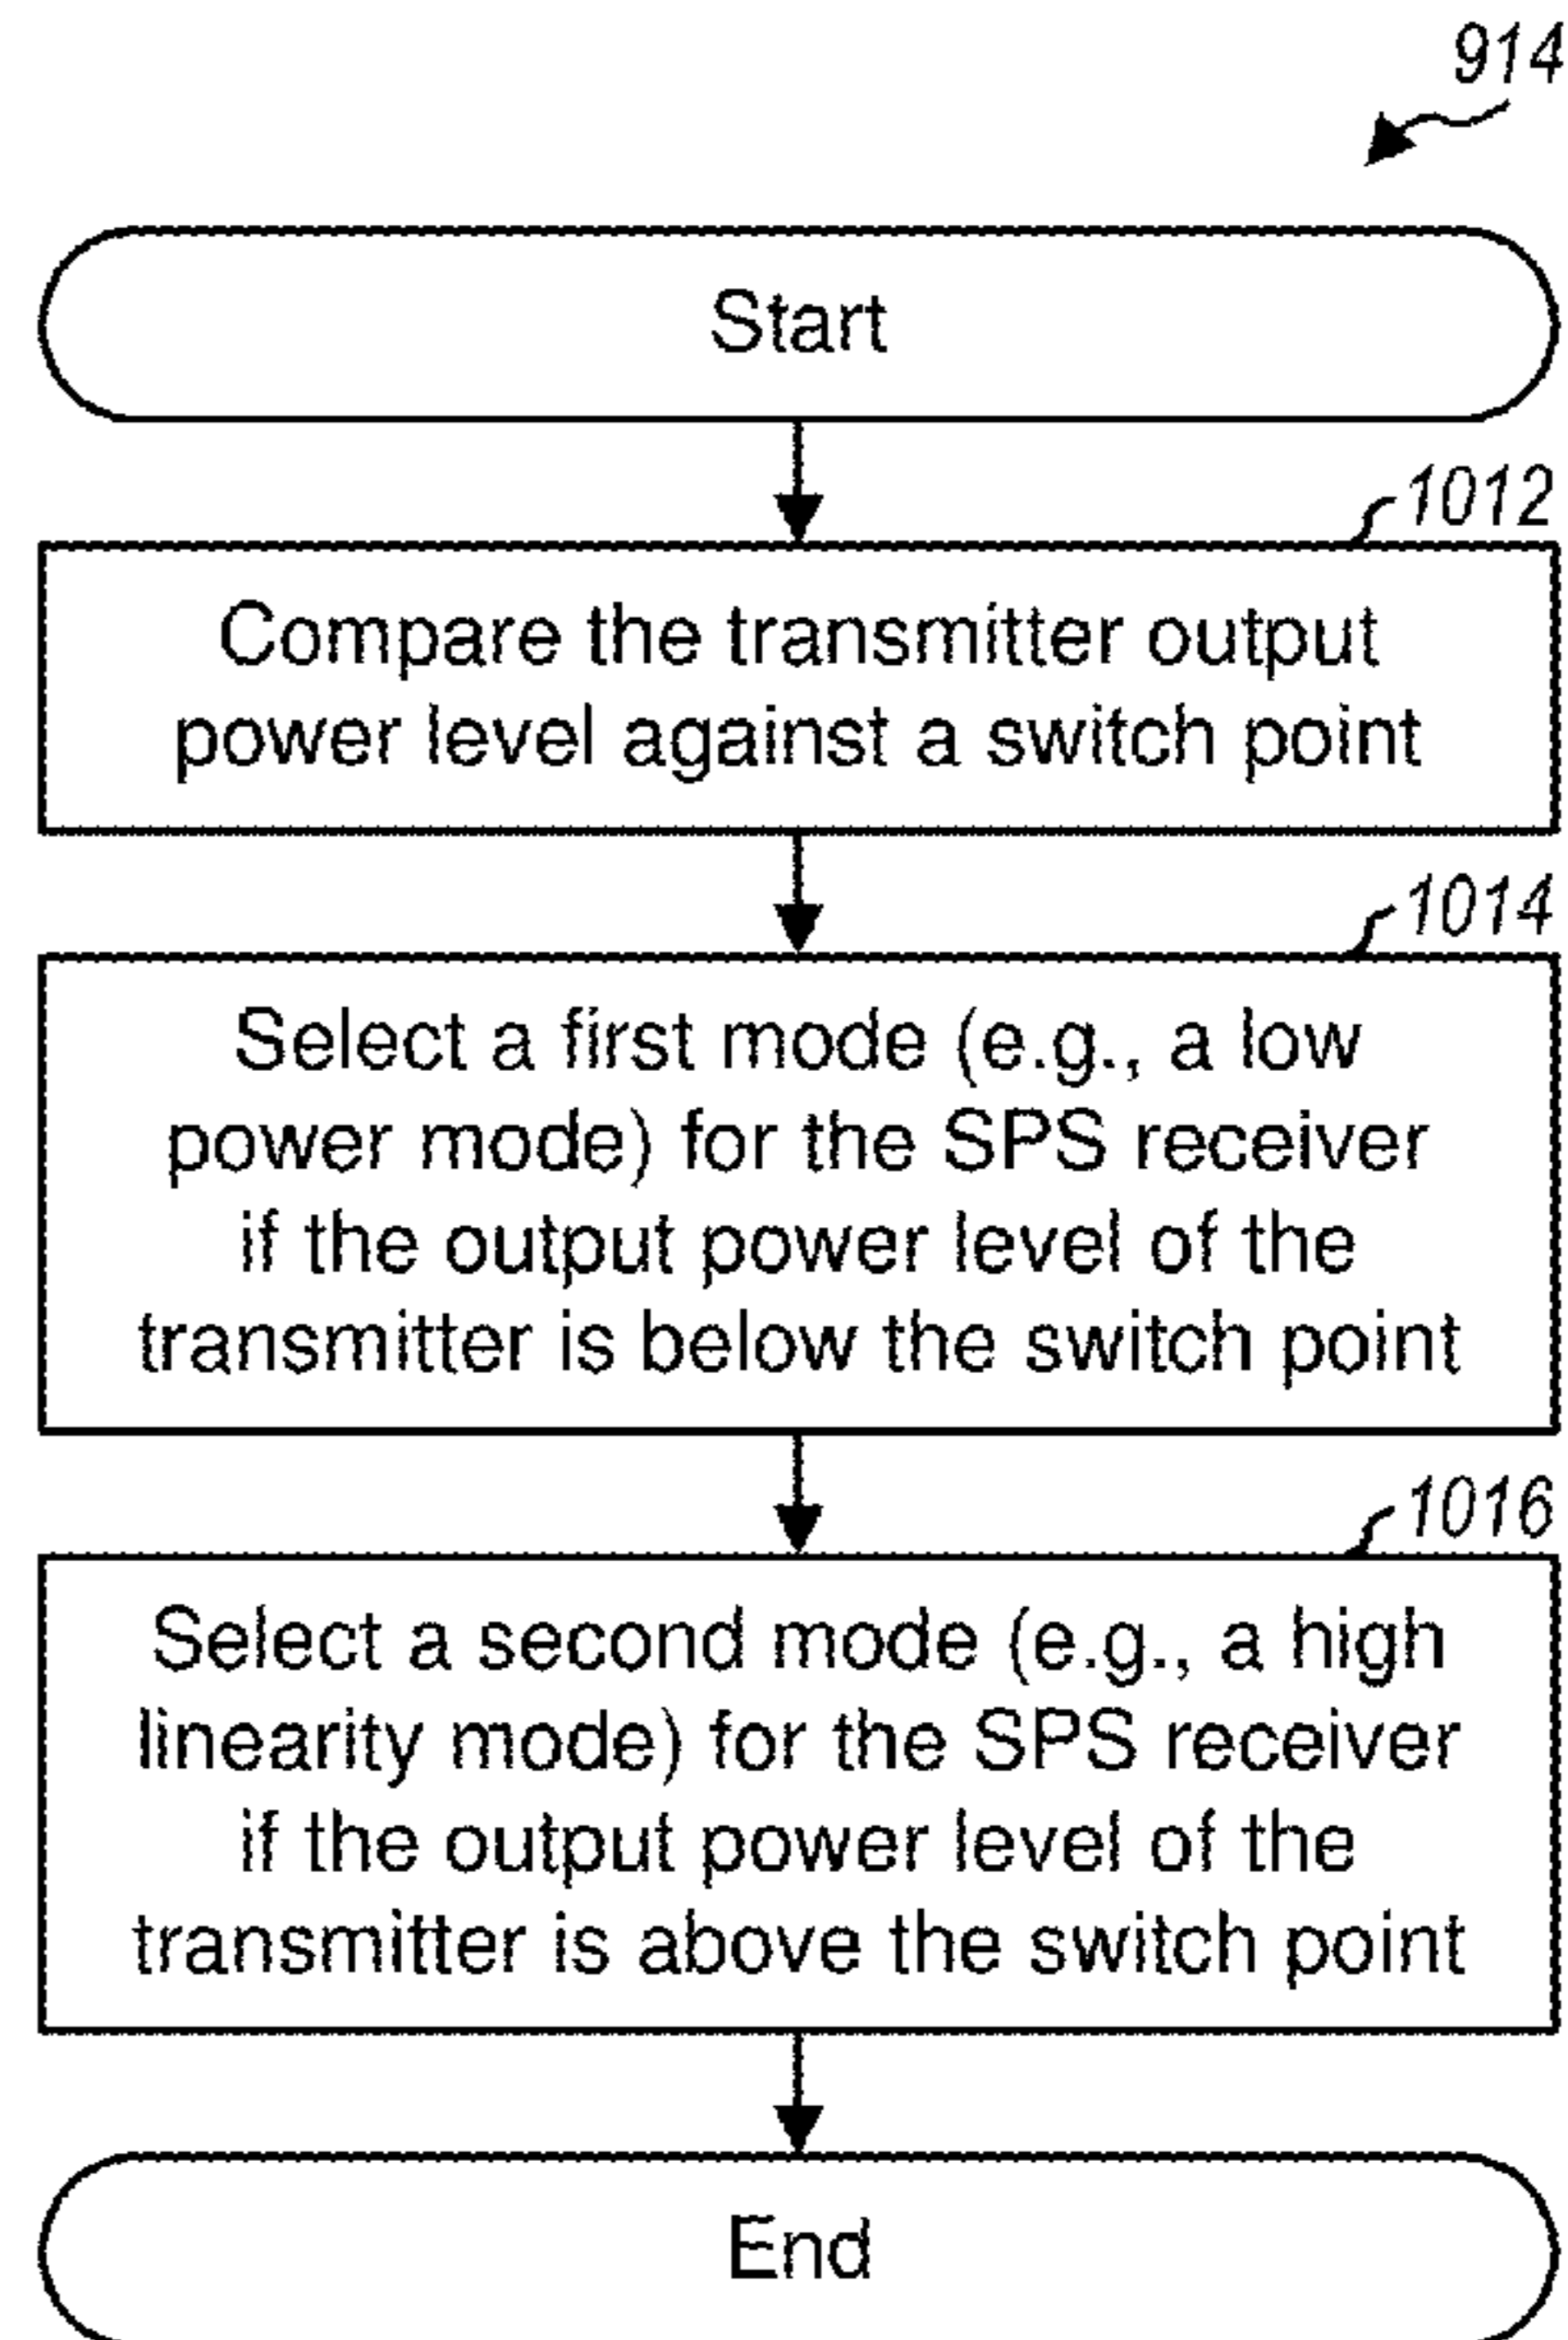 914
Start
1012
Compare the transmitter output
power level against a switch point
1014
Select a first mode (e.g., a low
power mode) for the SPS receiver
if the output power level of the
transmitter is below the switch point
1016
Select a second mode (e.g., a high
linearity mode) for the SPS receiver
if the output power level of the
transmitter is above the switch point
End